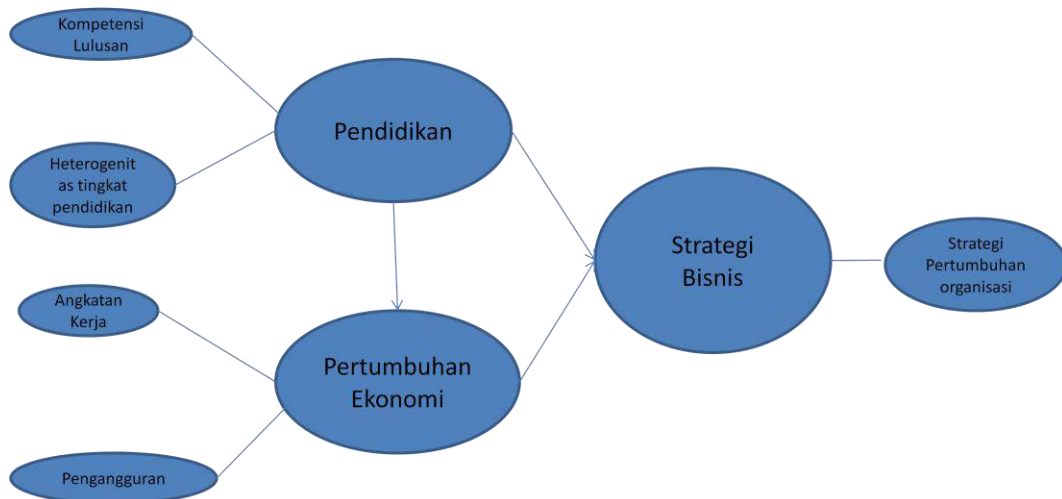 Kompetensi
Lulusan
Pendidikan
Heterogenit
as tingkat
pendidikan
Strategi
Bisnis
Strategi
Pertumbuhan
organisasi
Angkatan
Kerja
Pertumbuhan
Ekonomi
Pengangguran